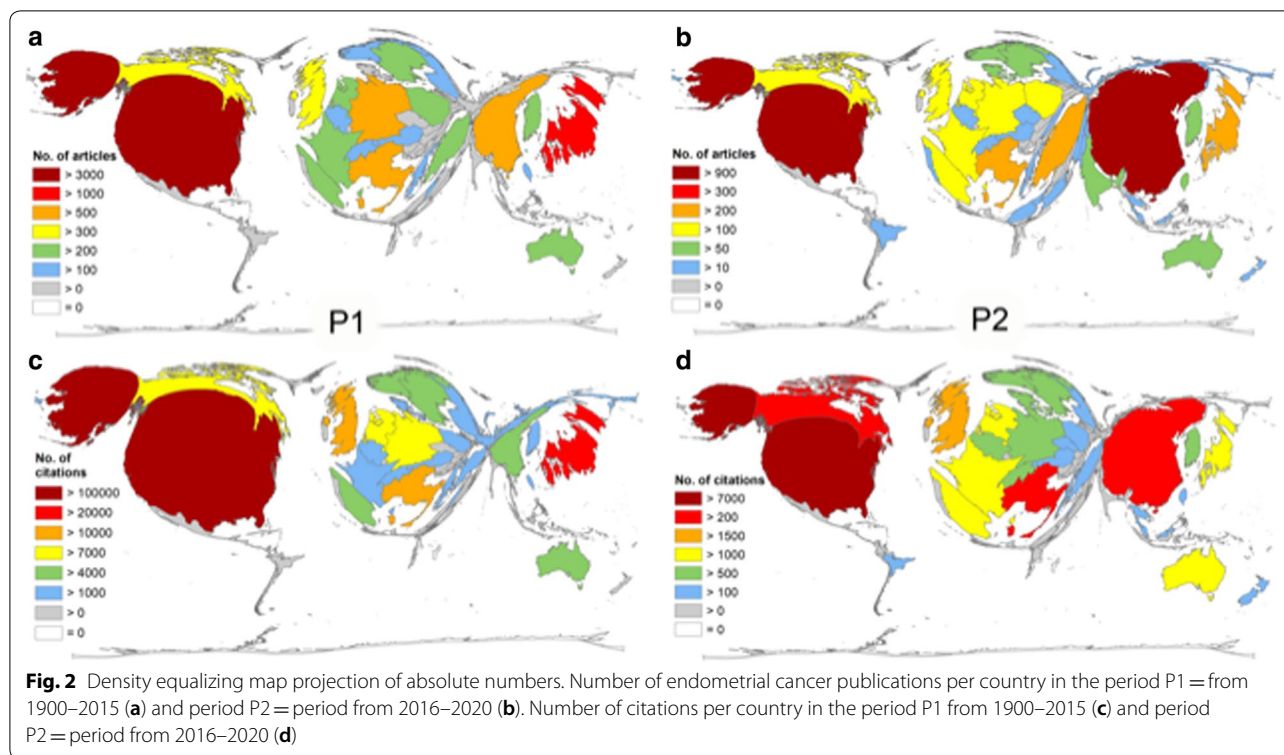 a
No. of articles
> 3000
> 1000
> 500
> 300
> 200
> 100
> 0
= 0
P1
b
No. of articles
> 900
> 300
> 200
> 100
> 50
> 10
> 0
= 0
P2
c
No. of
citations
> 100000
> 20000
> 10000
> 7000
> 4000
> 1000
> 0
= 0
d
No. of citations
> 7000
> 200
> 1500
> 1000
> 500
> 100
> 0
= 0
Fig. 2 Density equalizing map projection of absolute numbers. Number of endometrial cancer publications per country in the period P1 = from
1900–2015 (a) and period P2 = period from 2016–2020 (b). Number of citations per country in the period P1 from 1900–2015 (c) and period
P2 = period from 2016–2020 (d)